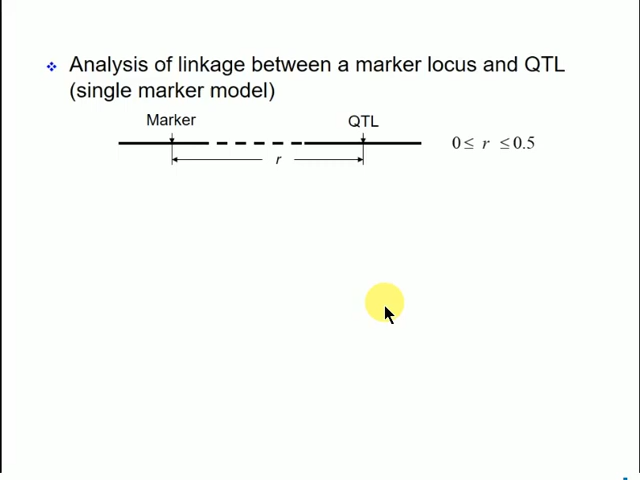 Analysis of linkage between a marker locus and QTL
(single marker model)
Marker QTL
0 ≤ r ≤ 0.5
r